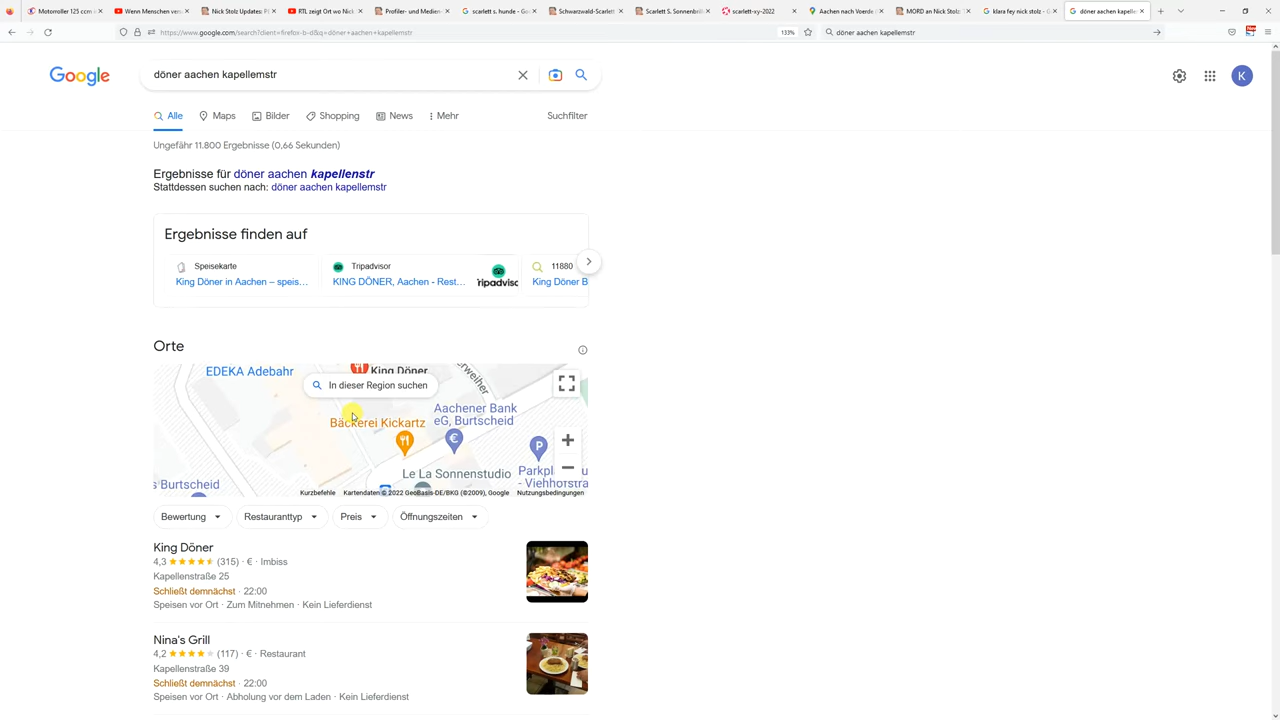 Motorroller 125 ccm
Wenn Menschen
Nick Stolz Updates:
RTL zeigt Ort wo Nick
Profiler- und Medien-
scarlett s. hunde - Goo
Schwarzwald-Scarlett
Scarlett S. Sonnenbril
scarlett-xy-2022
Aachen nach Voerde
MORD an Nick Stolz:
klara fey nick stolz - G
döner aachen kapelle
https://www.google.com/search?client=firefox-b-d&q=döner+aachen+kapellemstr
133%
döner aachen kapellemstr
Google
döner aachen kapellemstr
K
Alle
Maps
Bilder
Shopping
News
Mehr
Suchfilter
Ungefähr 11.800 Ergebnisse (0,66 Sekunden)
Ergebnisse für döner aachen kapellenstr
Stattdessen suchen nach: döner aachen kapellemstr
Ergebnisse finden auf
Speisekarte
King Döner in Aachen – speis...
Tripadvisor
KING DÖNER, Aachen - Rest...
Tripadvisc
11880
King Döner B
Orte
EDEKA Adebahr
King Döner
erweiher
In dieser Region suchen
Aachener Bank
eG, Burtscheid
Bäckerei Kickartz
P
Le La Sonnenstudio
Parkpl
- Viehhofstra
s Burtscheid
Kurzbefehle
Kartendaten © 2022 GeoBasis-DE/BKG (©2009), Google
Nutzungsbedingungen
Bewertung
Restauranttyp
Preis
Öffnungszeiten
King Döner
4,3 (315) · € · Imbiss
Kapellenstraße 25
Schließt demnächst · 22:00
Speisen vor Ort · Zum Mitnehmen · Kein Lieferdienst
Nina's Grill
4,2 (117) · € · Restaurant
Kapellenstraße 39
Schließt demnächst · 22:00
Speisen vor Ort · Abholung vor dem Laden · Kein Lieferdienst